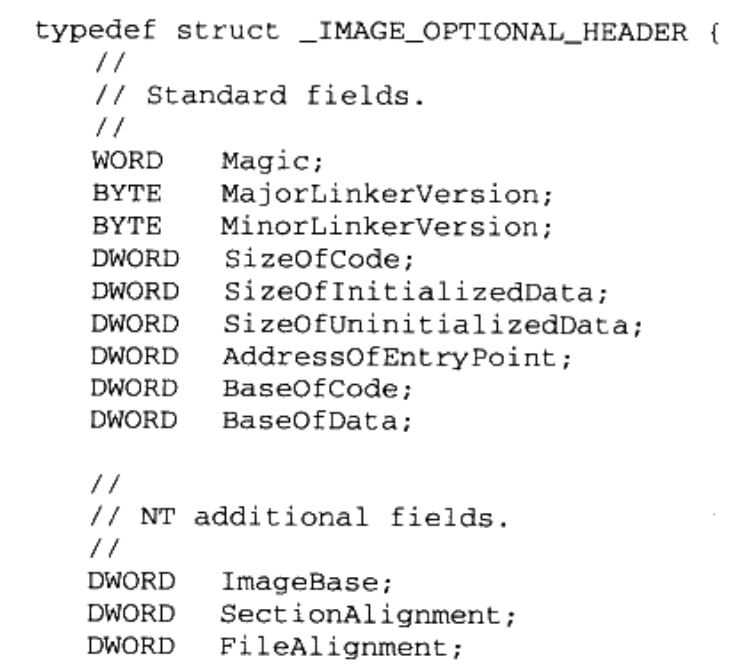 typedef struct _IMAGE_OPTIONAL_HEADER {
//
// Standard fields.
//
WORD Magic;
BYTE MajorLinkerVersion;
BYTE MinorLinkerVersion;
DWORD SizeOfCode;
DWORD SizeOfInitializedData;
DWORD SizeOfUninitializedData;
DWORD AddressOfEntryPoint;
DWORD BaseOfCode;
DWORD BaseOfData;
//
// NT additional fields.
//
DWORD ImageBase;
DWORD SectionAlignment;
DWORD FileAlignment;